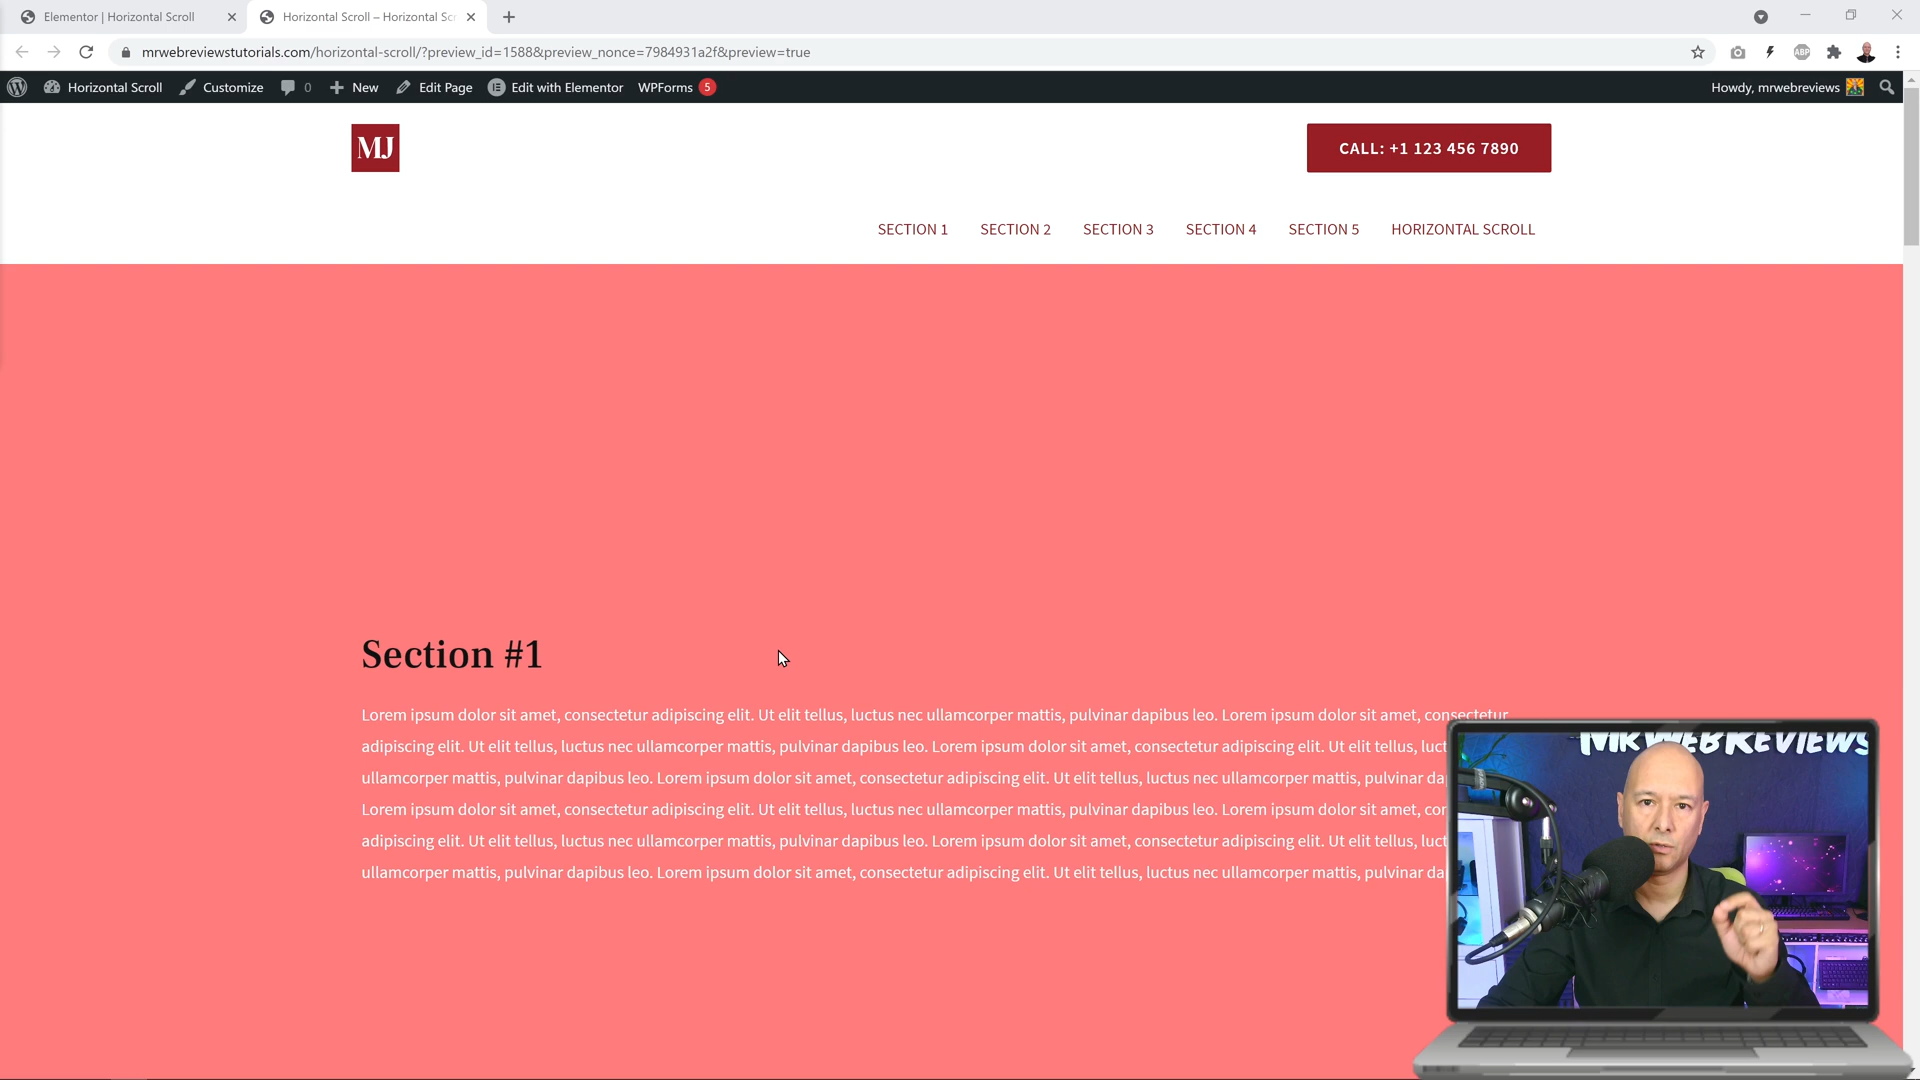 Elementor | Horizontal Scroll
Horizontal Scroll – Horizontal Scr
mrwebreviewstutorials.com/horizontal-scroll/?preview_id=1588&preview_nonce=7984931a2f&preview=true
ABP
Horizontal Scroll Customize 0 New Edit Page Edit with Elementor WPForms 5 Howdy, mrwebreviews
MJ
CALL: +1 123 456 7890
SECTION 1 SECTION 2 SECTION 3 SECTION 4 SECTION 5 HORIZONTAL SCROLL
Section #1
Lorem ipsum dolor sit amet, consectetur adipiscing elit. Ut elit tellus, luctus nec ullamcorper mattis, pulvinar dapibus leo. Lorem ipsum dolor sit amet, consectetur
adipiscing elit. Ut elit tellus, luctus nec ullamcorper mattis, pulvinar dapibus leo. Lorem ipsum dolor sit amet, consectetur adipiscing elit. Ut elit tellus, luct
ullamcorper mattis, pulvinar dapibus leo. Lorem ipsum dolor sit amet, consectetur adipiscing elit. Ut elit tellus, luctus nec ullamcorper mattis, pulvinar da
Lorem ipsum dolor sit amet, consectetur adipiscing elit. Ut elit tellus, luctus nec ullamcorper mattis, pulvinar dapibus leo. Lorem ipsum dolor sit amet, con
adipiscing elit. Ut elit tellus, luctus nec ullamcorper mattis, pulvinar dapibus leo. Lorem ipsum dolor sit amet, consectetur adipiscing elit. Ut elit tellus, luct
ullamcorper mattis, pulvinar dapibus leo. Lorem ipsum dolor sit amet, consectetur adipiscing elit. Ut elit tellus, luctus nec ullamcorper mattis, pulvinar da
MRWEBREVIEWS